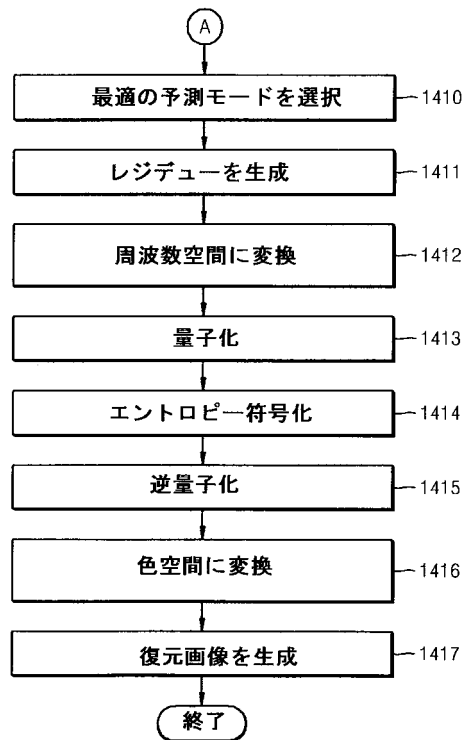 A
最適の予測モードを選択 1410
レジデューを生成 1411
周波数空間に変換 1412
量子化 1413
エントロピー符号化 1414
逆量子化 1415
色空間に変換 1416
復元画像を生成 1417
終了